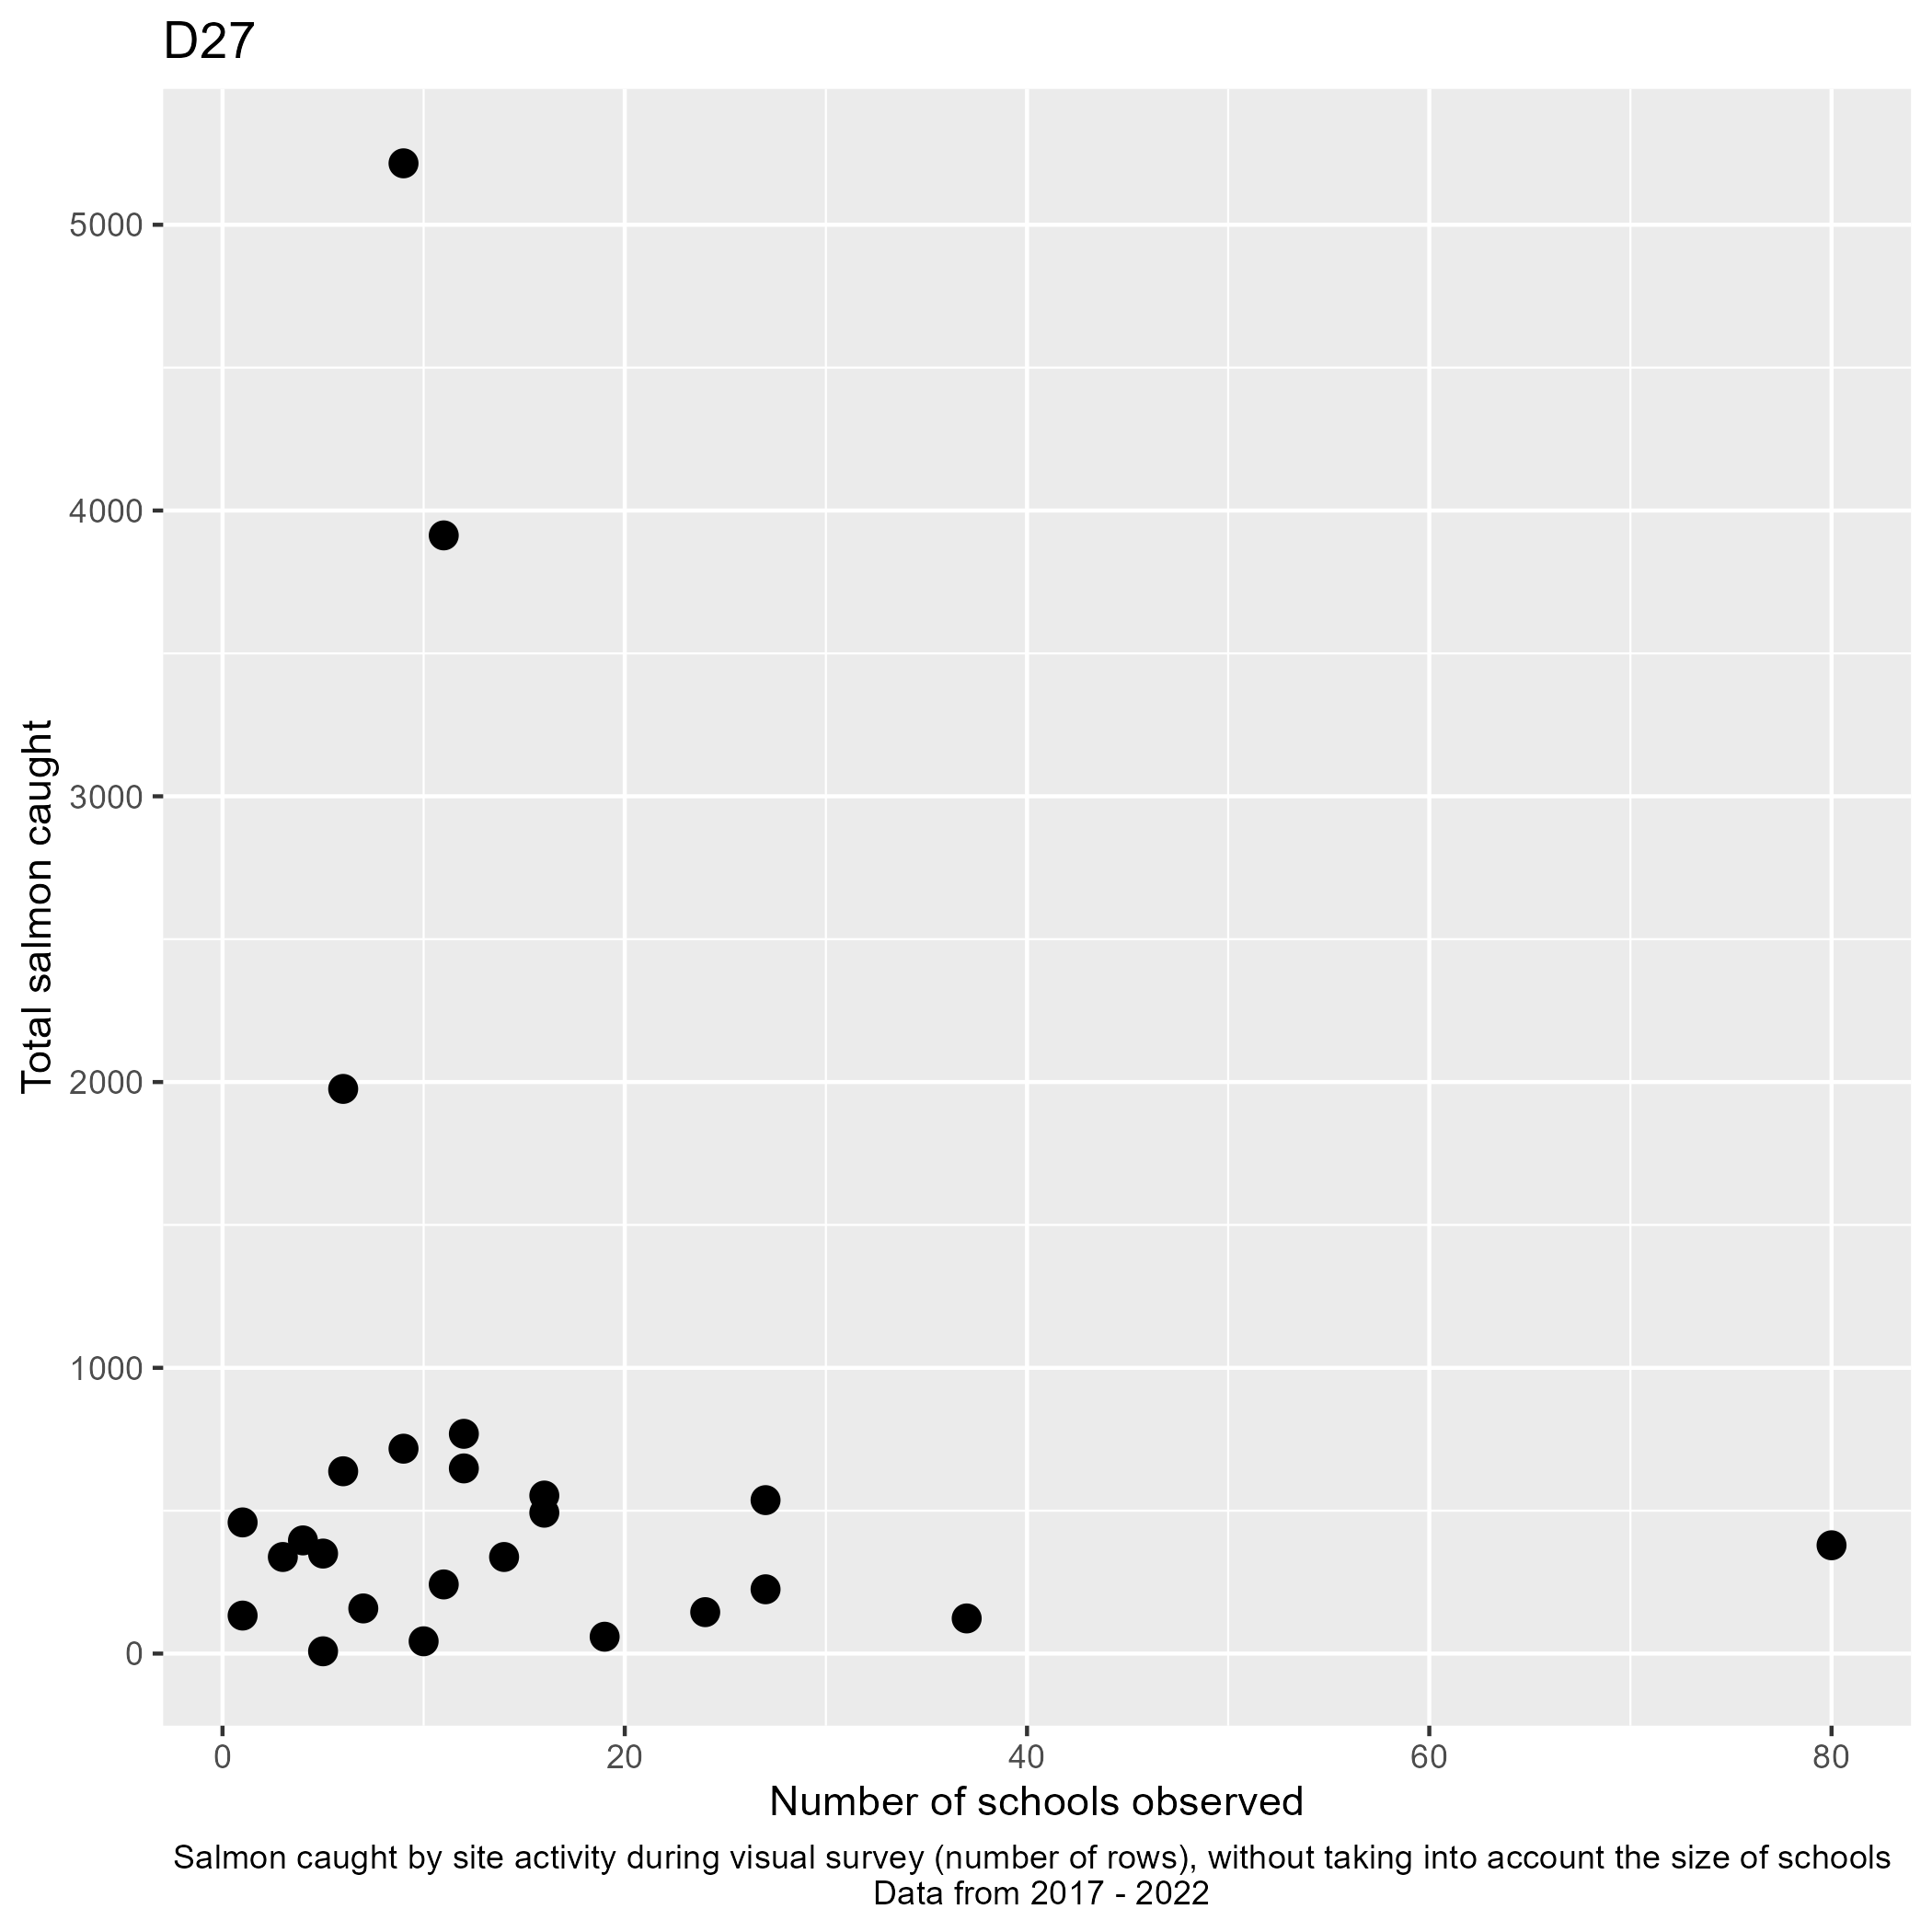 D27
5000
4000
3000
2000
1000
0
Total salmon caught
0 20 40 60 80
Number of schools observed
Salmon caught by site activity during visual survey (number of rows), without taking into account the size of schools
Data from 2017 - 2022